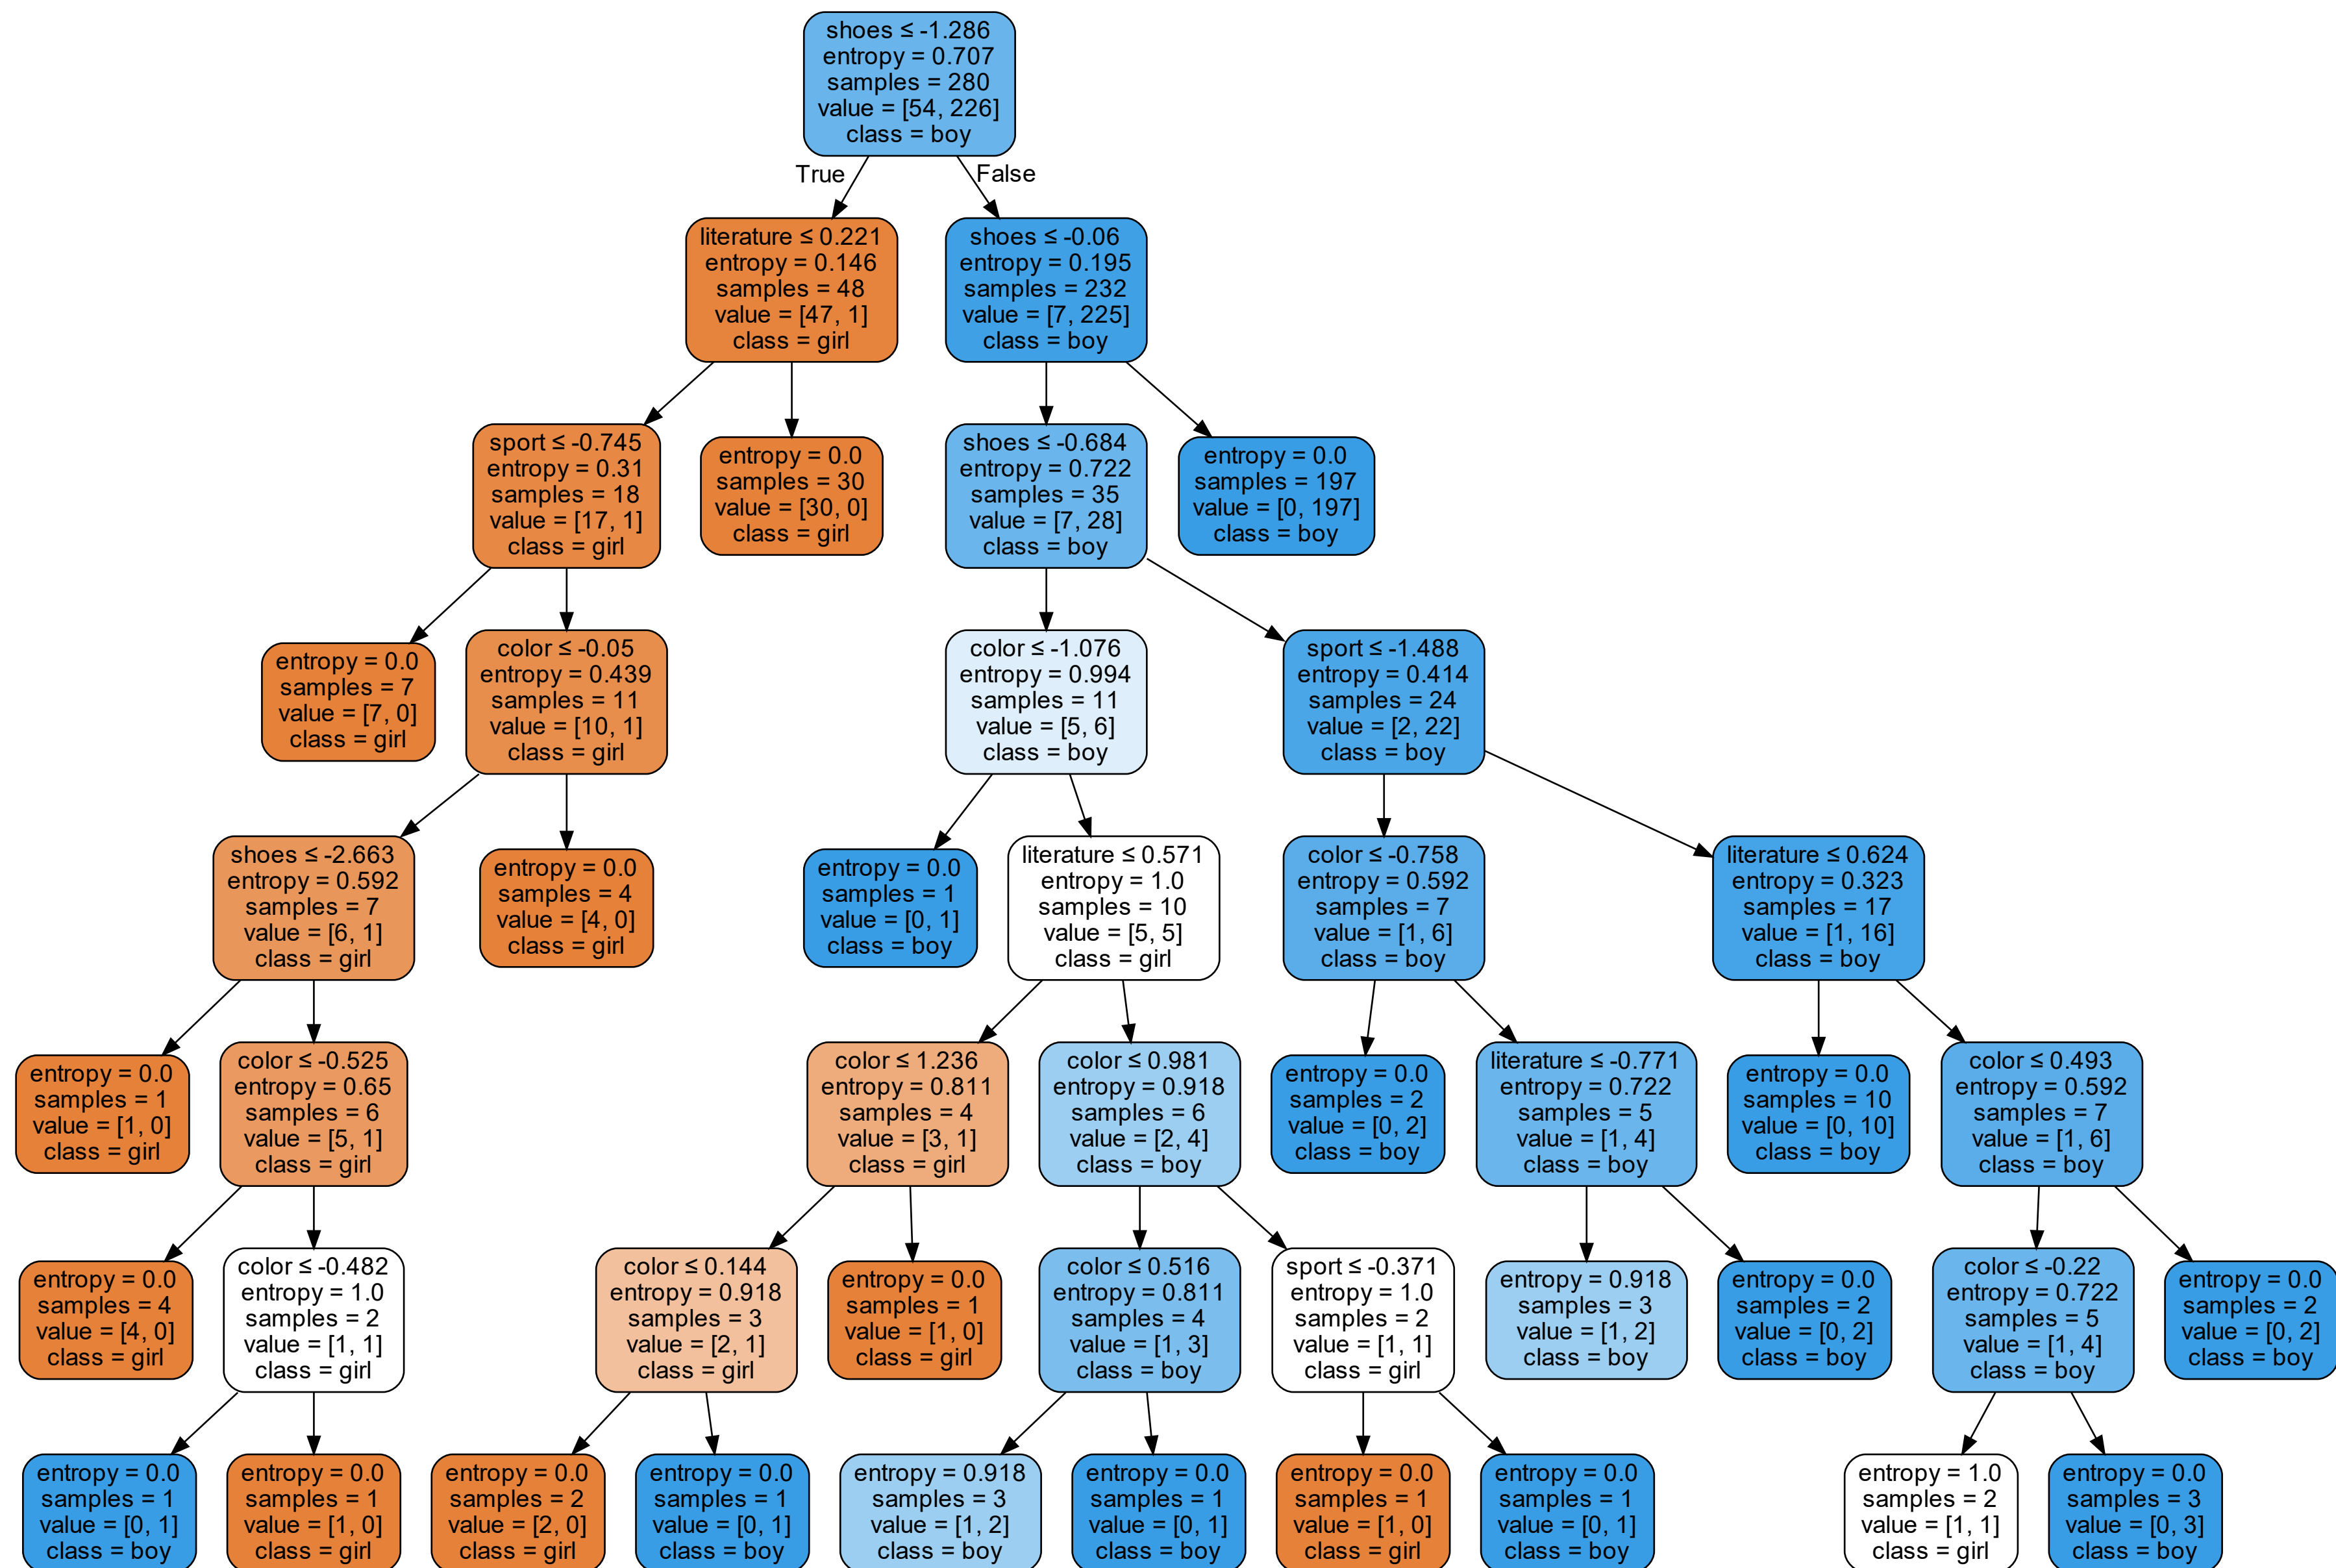 shoes ≤ -1.286
entropy = 0.707
samples = 280
value = [54, 226]
class = boy
True
False
literature ≤ 0.221
entropy = 0.146
samples = 48
value = [47, 1]
class = girl
shoes ≤ -0.06
entropy = 0.195
samples = 232
value = [7, 225]
class = boy
sport ≤ -0.745
entropy = 0.31
samples = 18
value = [17, 1]
class = girl
entropy = 0.0
samples = 30
value = [30, 0]
class = girl
shoes ≤ -0.684
entropy = 0.722
samples = 35
value = [7, 28]
class = boy
entropy = 0.0
samples = 197
value = [0, 197]
class = boy
entropy = 0.0
samples = 7
value = [7, 0]
class = girl
color ≤ -0.05
entropy = 0.439
samples = 11
value = [10, 1]
class = girl
color ≤ -1.076
entropy = 0.994
samples = 11
value = [5, 6]
class = boy
sport ≤ -1.488
entropy = 0.414
samples = 24
value = [2, 22]
class = boy
shoes ≤ -2.663
entropy = 0.592
samples = 7
value = [6, 1]
class = girl
entropy = 0.0
samples = 4
value = [4, 0]
class = girl
entropy = 0.0
samples = 1
value = [0, 1]
class = boy
literature ≤ 0.571
entropy = 1.0
samples = 10
value = [5, 5]
class = girl
color ≤ -0.758
entropy = 0.592
samples = 7
value = [1, 6]
class = boy
literature ≤ 0.624
entropy = 0.323
samples = 17
value = [1, 16]
class = boy
entropy = 0.0
samples = 1
value = [1, 0]
class = girl
color ≤ -0.525
entropy = 0.65
samples = 6
value = [5, 1]
class = girl
color ≤ 1.236
entropy = 0.811
samples = 4
value = [3, 1]
class = girl
color ≤ 0.981
entropy = 0.918
samples = 6
value = [2, 4]
class = boy
entropy = 0.0
samples = 2
value = [0, 2]
class = boy
literature ≤ -0.771
entropy = 0.722
samples = 5
value = [1, 4]
class = boy
entropy = 0.0
samples = 10
value = [0, 10]
class = boy
color ≤ 0.493
entropy = 0.592
samples = 7
value = [1, 6]
class = boy
entropy = 0.0
samples = 4
value = [4, 0]
class = girl
color ≤ -0.482
entropy = 1.0
samples = 2
value = [1, 1]
class = girl
color ≤ 0.144
entropy = 0.918
samples = 3
value = [2, 1]
class = girl
entropy = 0.0
samples = 1
value = [1, 0]
class = girl
color ≤ 0.516
entropy = 0.811
samples = 4
value = [1, 3]
class = boy
sport ≤ -0.371
entropy = 1.0
samples = 2
value = [1, 1]
class = girl
entropy = 0.918
samples = 3
value = [1, 2]
class = boy
entropy = 0.0
samples = 2
value = [0, 2]
class = boy
color ≤ -0.22
entropy = 0.722
samples = 5
value = [1, 4]
class = boy
entropy = 0.0
samples = 2
value = [0, 2]
class = boy
entropy = 0.0
samples = 1
value = [0, 1]
class = boy
entropy = 0.0
samples = 1
value = [1, 0]
class = girl
entropy = 0.0
samples = 2
value = [2, 0]
class = girl
entropy = 0.0
samples = 1
value = [0, 1]
class = boy
entropy = 0.918
samples = 3
value = [1, 2]
class = boy
entropy = 0.0
samples = 1
value = [0, 1]
class = boy
entropy = 0.0
samples = 1
value = [1, 0]
class = girl
entropy = 0.0
samples = 1
value = [0, 1]
class = boy
entropy = 1.0
samples = 2
value = [1, 1]
class = girl
entropy = 0.0
samples = 3
value = [0, 3]
class = boy